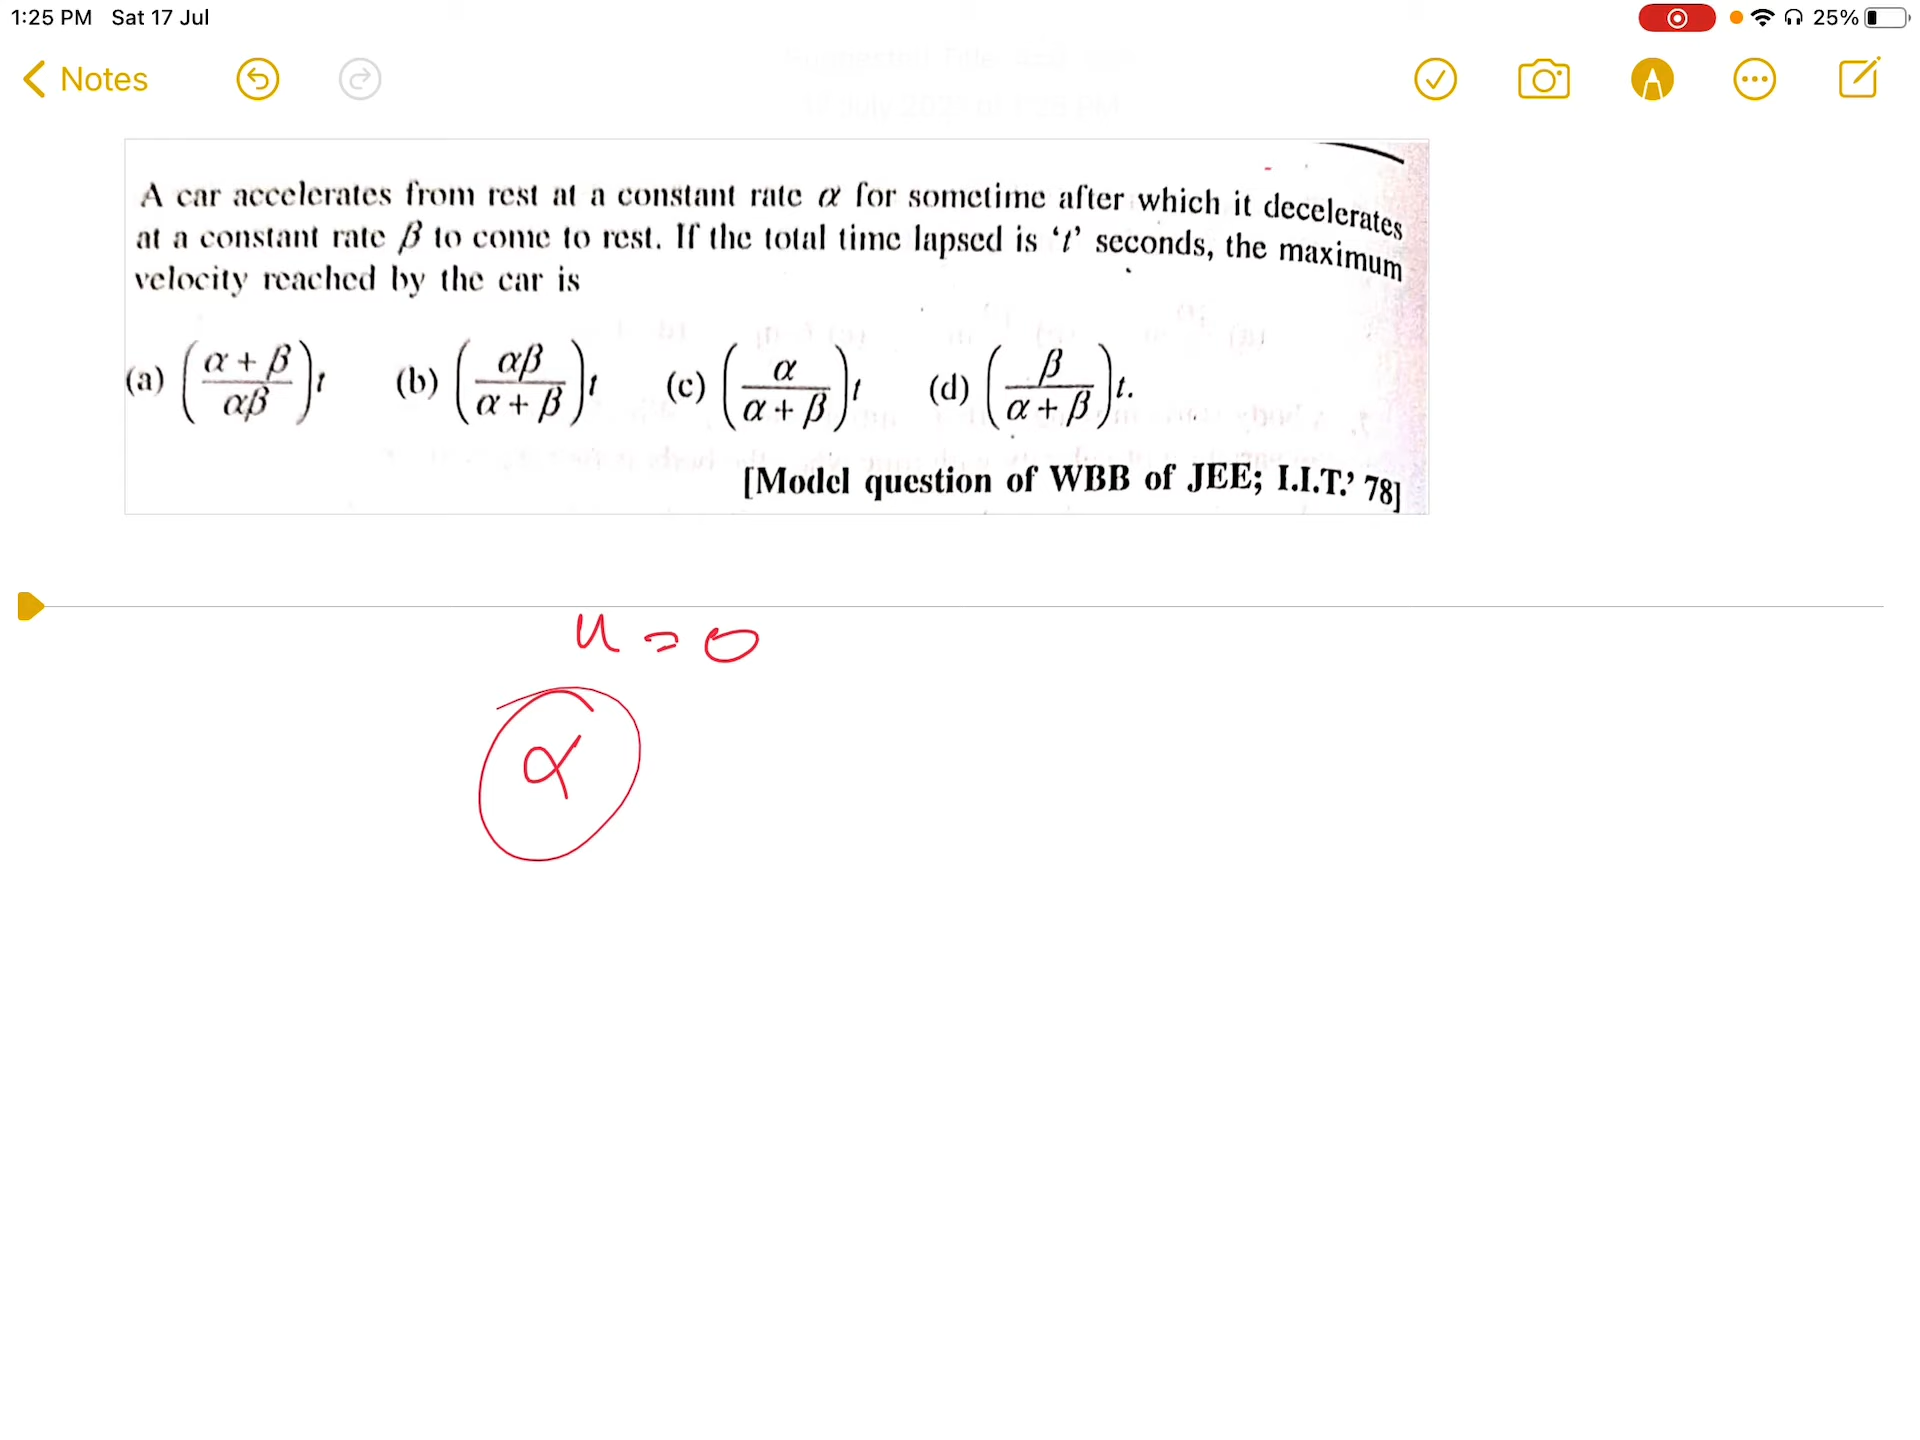 1:25 PM Sat 17 Jul
25%
Notes
A car accelerates from rest at a constant rate α for sometime after which it decelerates
at a constant rate β to come to rest. If the total time lapsed is ‘t’ seconds, the maximum
velocity reached by the car is
(a) (α + β / αβ) t (b) (αβ / α + β) t (c) (α / α + β) t (d) (β / α + β) t.
[Model question of WBB of JEE; I.I.T.’ 78]
u = 0
α